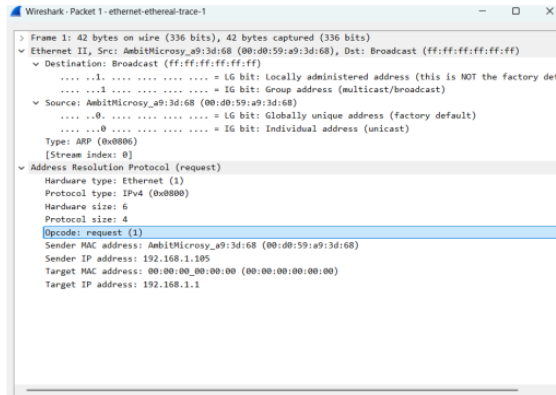 Wireshark · Packet 1 · ethernet-ethereal-trace-1
Frame 1: 42 bytes on wire (336 bits), 42 bytes captured (336 bits)
Ethernet II, Src: AmbitMicrosy_a9:3d:68 (00:d0:59:a9:3d:68), Dst: Broadcast (ff:ff:ff:ff:ff:ff)
Destination: Broadcast (ff:ff:ff:ff:ff:ff)
.... ..1. .... .... .... .... = LG bit: Locally administered address (this is NOT the factory def
.... ...1 .... .... .... .... = IG bit: Group address (multicast/broadcast)
Source: AmbitMicrosy_a9:3d:68 (00:d0:59:a9:3d:68)
.... ..0. .... .... .... .... = LG bit: Globally unique address (factory default)
.... ...0 .... .... .... .... = IG bit: Individual address (unicast)
Type: ARP (0x0806)
[Stream index: 0]
Address Resolution Protocol (request)
Hardware type: Ethernet (1)
Protocol type: IPv4 (0x0800)
Hardware size: 6
Protocol size: 4
Opcode: request (1)
Sender MAC address: AmbitMicrosy_a9:3d:68 (00:d0:59:a9:3d:68)
Sender IP address: 192.168.1.105
Target MAC address: 00:00:00_00:00:00 (00:00:00:00:00:00)
Target IP address: 192.168.1.1